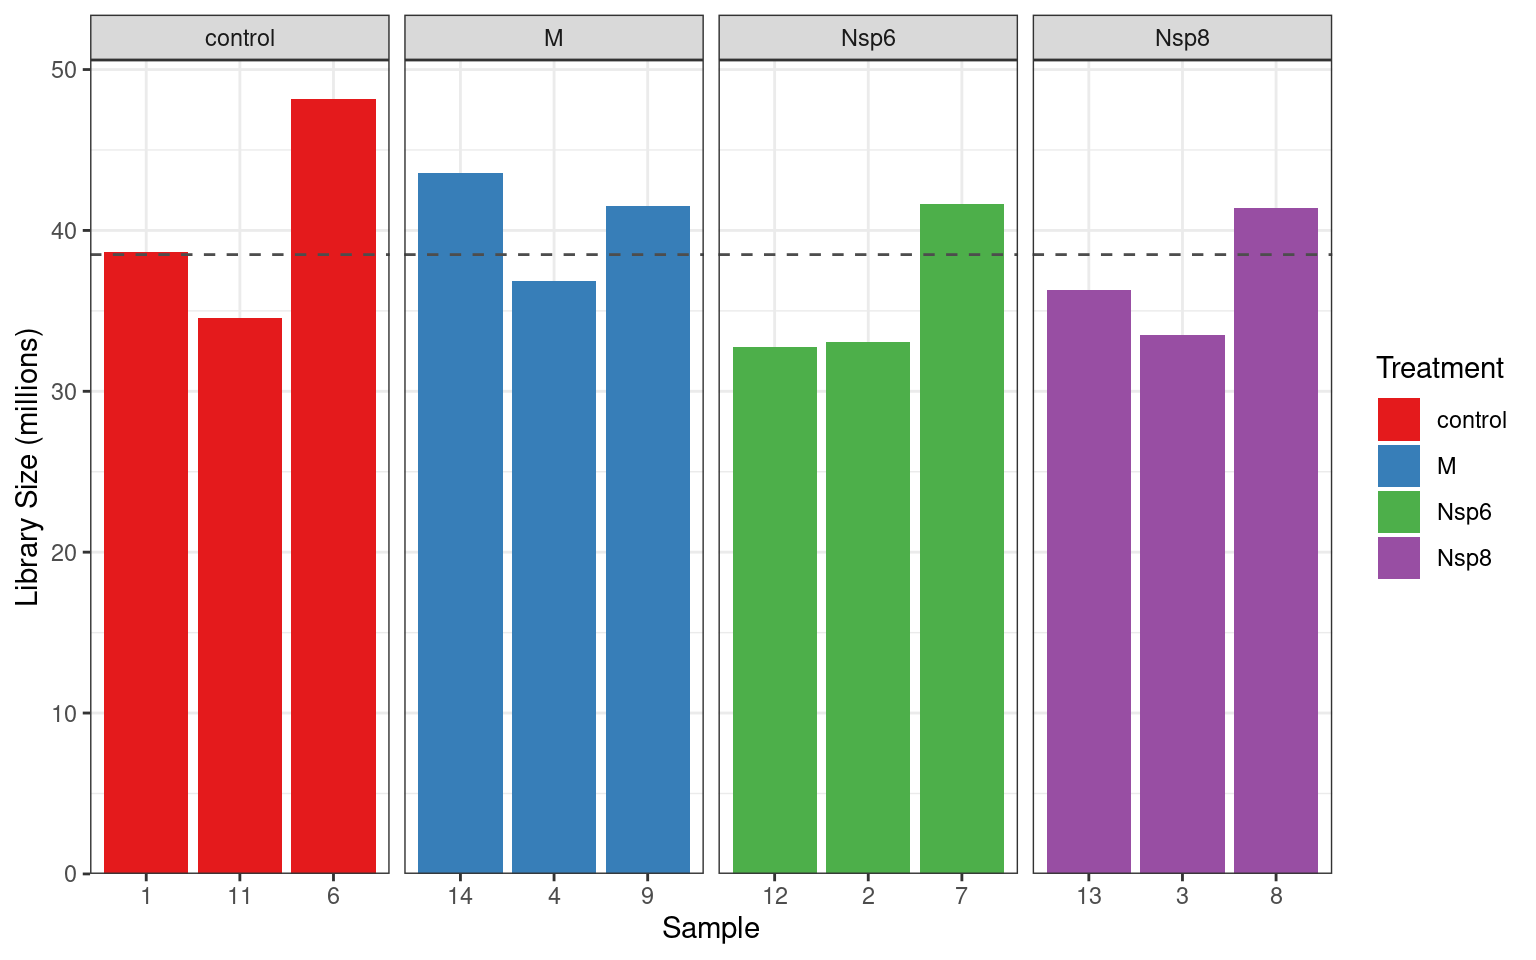 control M Nsp6 Nsp8
50
40
30
20
10
0
Library Size (millions)
1 11 6 14 4 9 12 2 7 13 3 8
Sample
Treatment
control
M
Nsp6
Nsp8